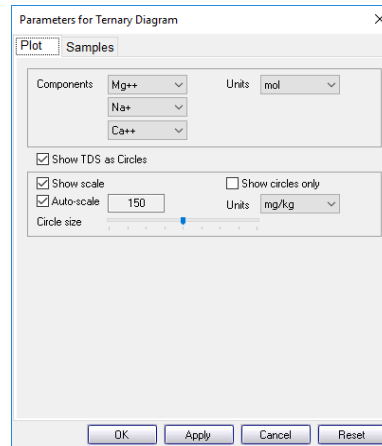 Parameters for Ternary Diagram
Plot Samples
Components Mg++ Units mol
Na+
Ca++
Show TDS as Circles
Show scale Show circles only
Auto-scale 150 Units mg/kg
Circle size
OK Apply Cancel Reset